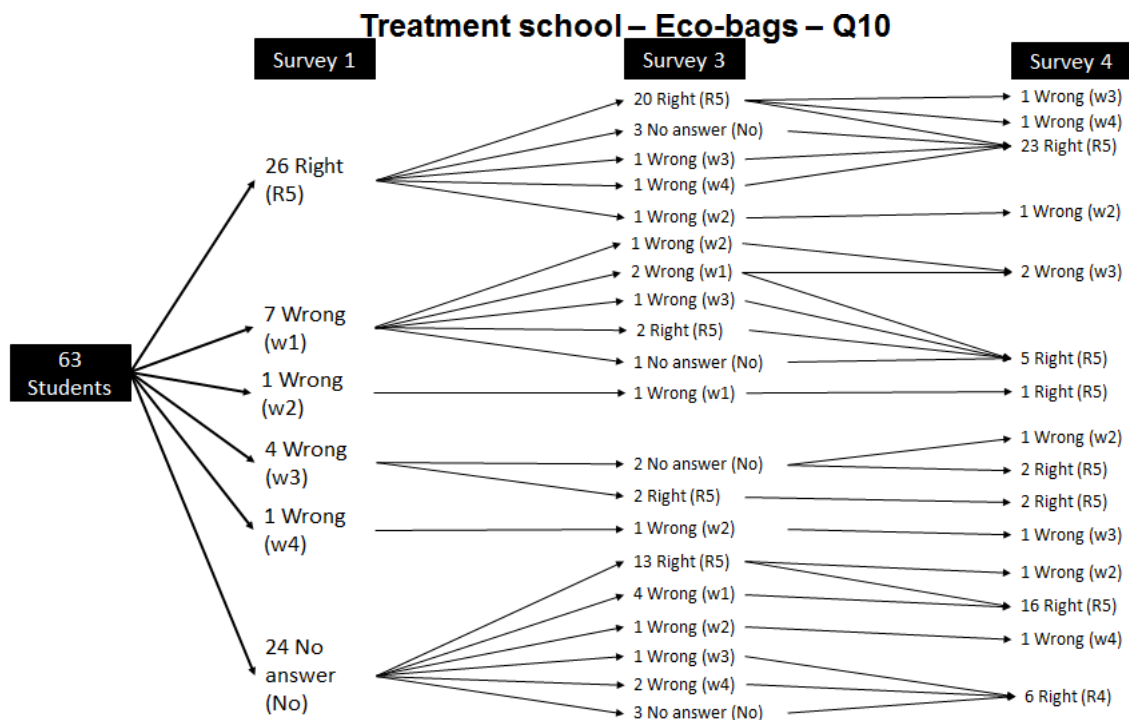 Treatment school – Eco-bags – Q10
Survey 1
Survey 3
Survey 4
63
Students
26 Right
(R5)
7 Wrong
(w1)
1 Wrong
(w2)
4 Wrong
(w3)
1 Wrong
(w4)
24 No
answer
(No)
20 Right (R5)
3 No answer (No)
1 Wrong (w3)
1 Wrong (w4)
1 Wrong (w2)
1 Wrong (w2)
2 Wrong (w1)
1 Wrong (w3)
2 Right (R5)
1 No answer (No)
1 Wrong (w1)
2 No answer (No)
2 Right (R5)
1 Wrong (w2)
13 Right (R5)
4 Wrong (w1)
1 Wrong (w2)
1 Wrong (w3)
2 Wrong (w4)
3 No answer (No)
1 Wrong (w3)
1 Wrong (w4)
23 Right (R5)
1 Wrong (w2)
2 Wrong (w3)
5 Right (R5)
1 Right (R5)
1 Wrong (w2)
2 Right (R5)
2 Right (R5)
1 Wrong (w3)
1 Wrong (w2)
16 Right (R5)
1 Wrong (w4)
6 Right (R4)